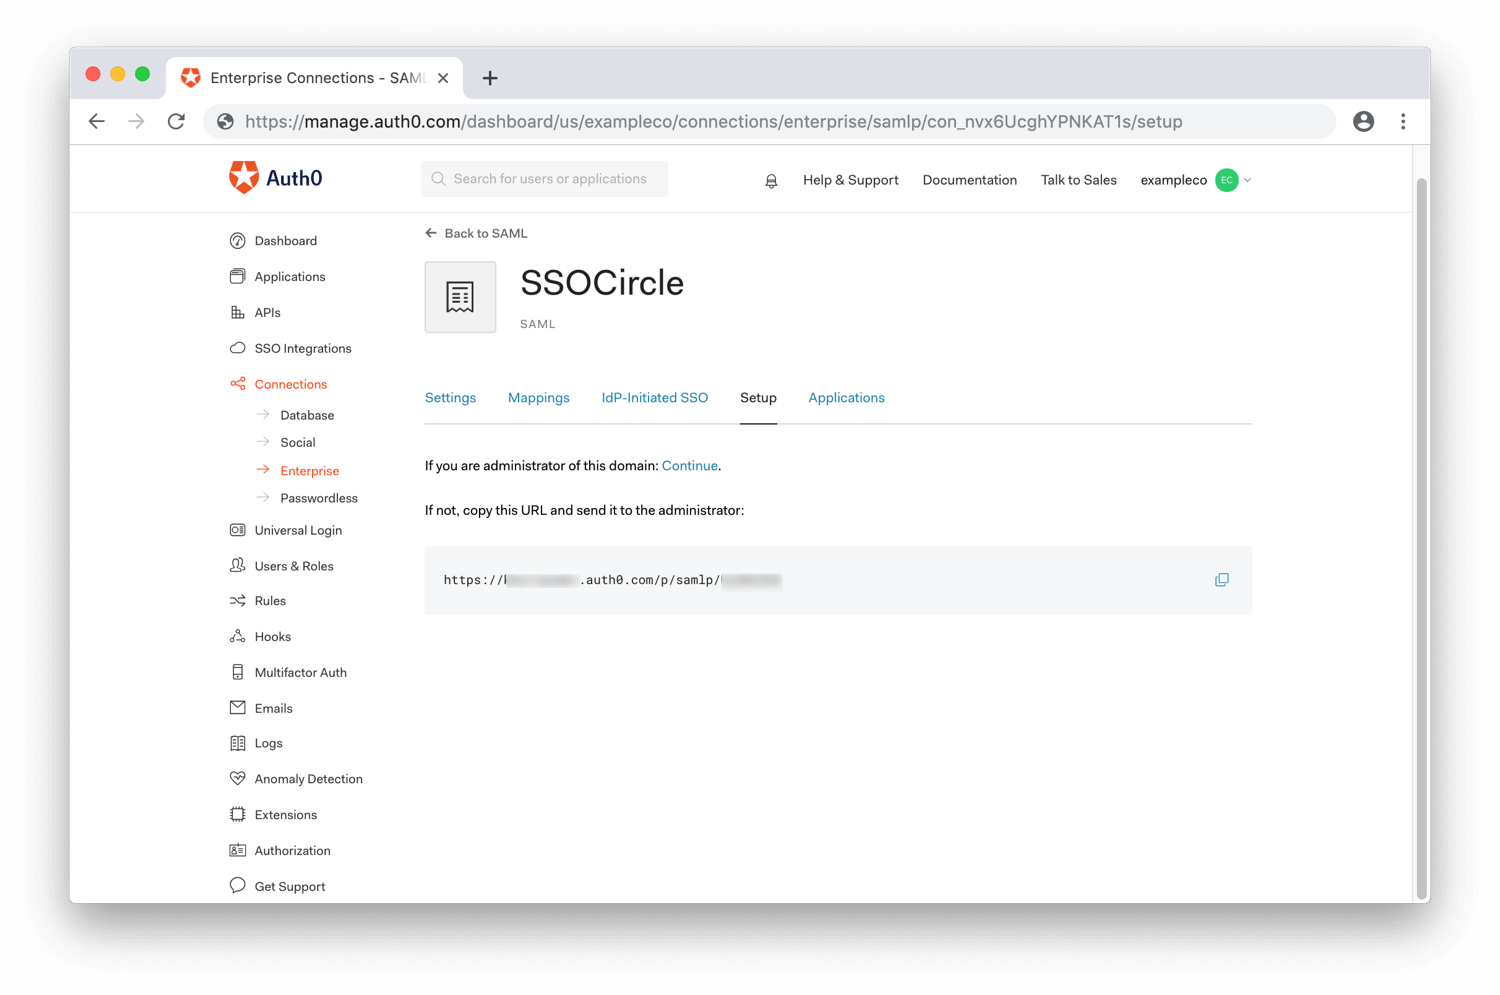 Enterprise Connections - SAM
https://manage.auth0.com/dashboard/us/exampleco/connections/enterprise/samlp/con_nvx6UcghYPNKAT1s/setup
Auth0
Search for users or applications
Help & Support
Documentation
Talk to Sales
exampleco
EC
Dashboard
Applications
APIs
SSO Integrations
Connections
Database
Social
Enterprise
Passwordless
Universal Login
Users & Roles
Rules
Hooks
Multifactor Auth
Emails
Logs
Anomaly Detection
Extensions
Authorization
Get Support
Back to SAML
SSOCircle
SAML
Settings
Mappings
IdP-Initiated SSO
Setup
Applications
If you are administrator of this domain: Continue.
If not, copy this URL and send it to the administrator:
https:// .auth0.com/p/samlp/